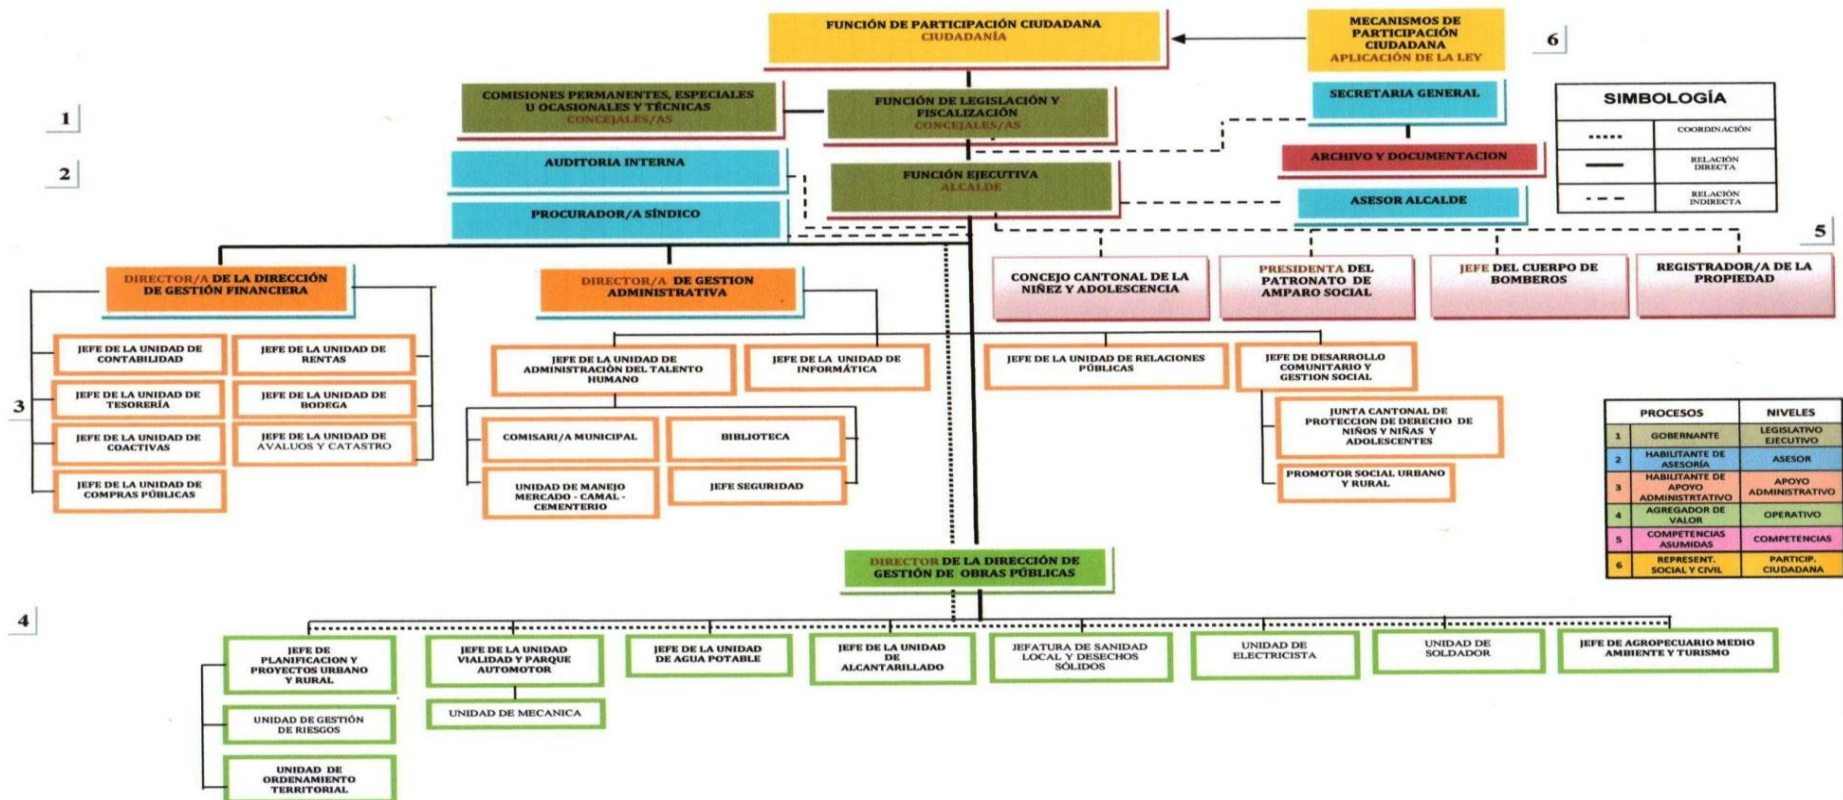 FUNCIÓN DE PARTICIPACIÓN CIUDADANA
CIUDADANÍA
MECANISMOS DE
PARTICIPACIÓN
CIUDADANA
APLICACIÓN DE LA LEY
6
COMISIONES PERMANENTES, ESPECIALES
U OCASIONALES Y TÉCNICAS
CONCEJALES/AS
FUNCIÓN DE LEGISLACIÓN Y
FISCALIZACIÓN
CONCEJALES/AS
SECRETARIA GENERAL
1
SIMBOLOGÍA
COORDINACIÓN
RELACIÓN
DIRECTA
RELACIÓN
INDIRECTA
2
AUDITORIA INTERNA
FUNCIÓN EJECUTIVA
ALCALDE
ARCHIVO Y DOCUMENTACION
PROCURADOR/A SÍNDICO
ASESOR ALCALDE
5
DIRECTOR/A DE LA DIRECCIÓN
DE GESTIÓN FINANCIERA
DIRECTOR/A DE GESTION
ADMINISTRATIVA
CONCEJO CANTONAL DE LA
NIÑEZ Y ADOLESCENCIA
PRESIDENTA DEL
PATRONATO DE
AMPARO SOCIAL
JEFE DEL CUERPO DE
BOMBEROS
REGISTRADOR/A DE LA
PROPIEDAD
3
JEFE DE LA UNIDAD DE
CONTABILIDAD
JEFE DE LA UNIDAD DE
RENTAS
JEFE DE LA UNIDAD DE
TESORERÍA
JEFE DE LA UNIDAD DE
BODEGA
JEFE DE LA UNIDAD DE
COACTIVAS
JEFE DE LA UNIDAD DE
AVALUOS Y CATASTRO
JEFE DE LA UNIDAD DE
COMPRAS PÚBLICAS
JEFE DE LA UNIDAD DE
ADMINISTRACIÒN DEL TALENTO
HUMANO
JEFE DE LA UNIDAD DE
INFORMÁTICA
JEFE DE LA UNIDAD DE RELACIONES
PÚBLICAS
JEFE DE DESARROLLO
COMUNITARIO Y
GESTION SOCIAL
COMISARI/A MUNICIPAL
BIBLIOTECA
UNIDAD DE MANEJO
MERCADO - CAMAL -
CEMENTERIO
JEFE SEGURIDAD
JUNTA CANTONAL DE
PROTECCION DE DERECHO DE
NIÑOS Y NIÑAS Y
ADOLESCENTES
PROMOTOR SOCIAL URBANO
Y RURAL
PROCESOS NIVELES
1 GOBERNANTE LEGISLATIVO
EJECUTIVO
2 HABILITANTE DE
ASESORÍA ASESOR
3 HABILITANTE DE
APOYO
ADMINISTRTATIVO APOYO
ADMINISTRATIVO
4 AGREGADOR DE
VALOR OPERATIVO
5 COMPETENCIAS
ASUMIDAS COMPETENCIAS
6 REPRESENT.
SOCIAL Y CIVIL PARTICIP.
CIUDADANA
DIRECTOR DE LA DIRECCIÓN DE
GESTIÓN DE OBRAS PÚBLICAS
4
JEFE DE
PLANIFICACION Y
PROYECTOS URBANO
Y RURAL
JEFE DE LA UNIDAD
VIALIDAD Y PARQUE
AUTOMOTOR
JEFE DE LA UNIDAD
DE AGUA POTABLE
JEFE DE LA UNIDAD
DE
ALCANTARILLADO
JEFATURA DE SANIDAD
LOCAL Y DESECHOS
SÓLIDOS
UNIDAD DE
ELECTRICISTA
UNIDAD DE
SOLDADOR
JEFE DE AGROPECUARIO MEDIO
AMBIENTE Y TURISMO
UNIDAD DE GESTIÓN
DE RIESGOS
UNIDAD DE MECANICA
UNIDAD DE
ORDENAMIENTO
TERRITORIAL